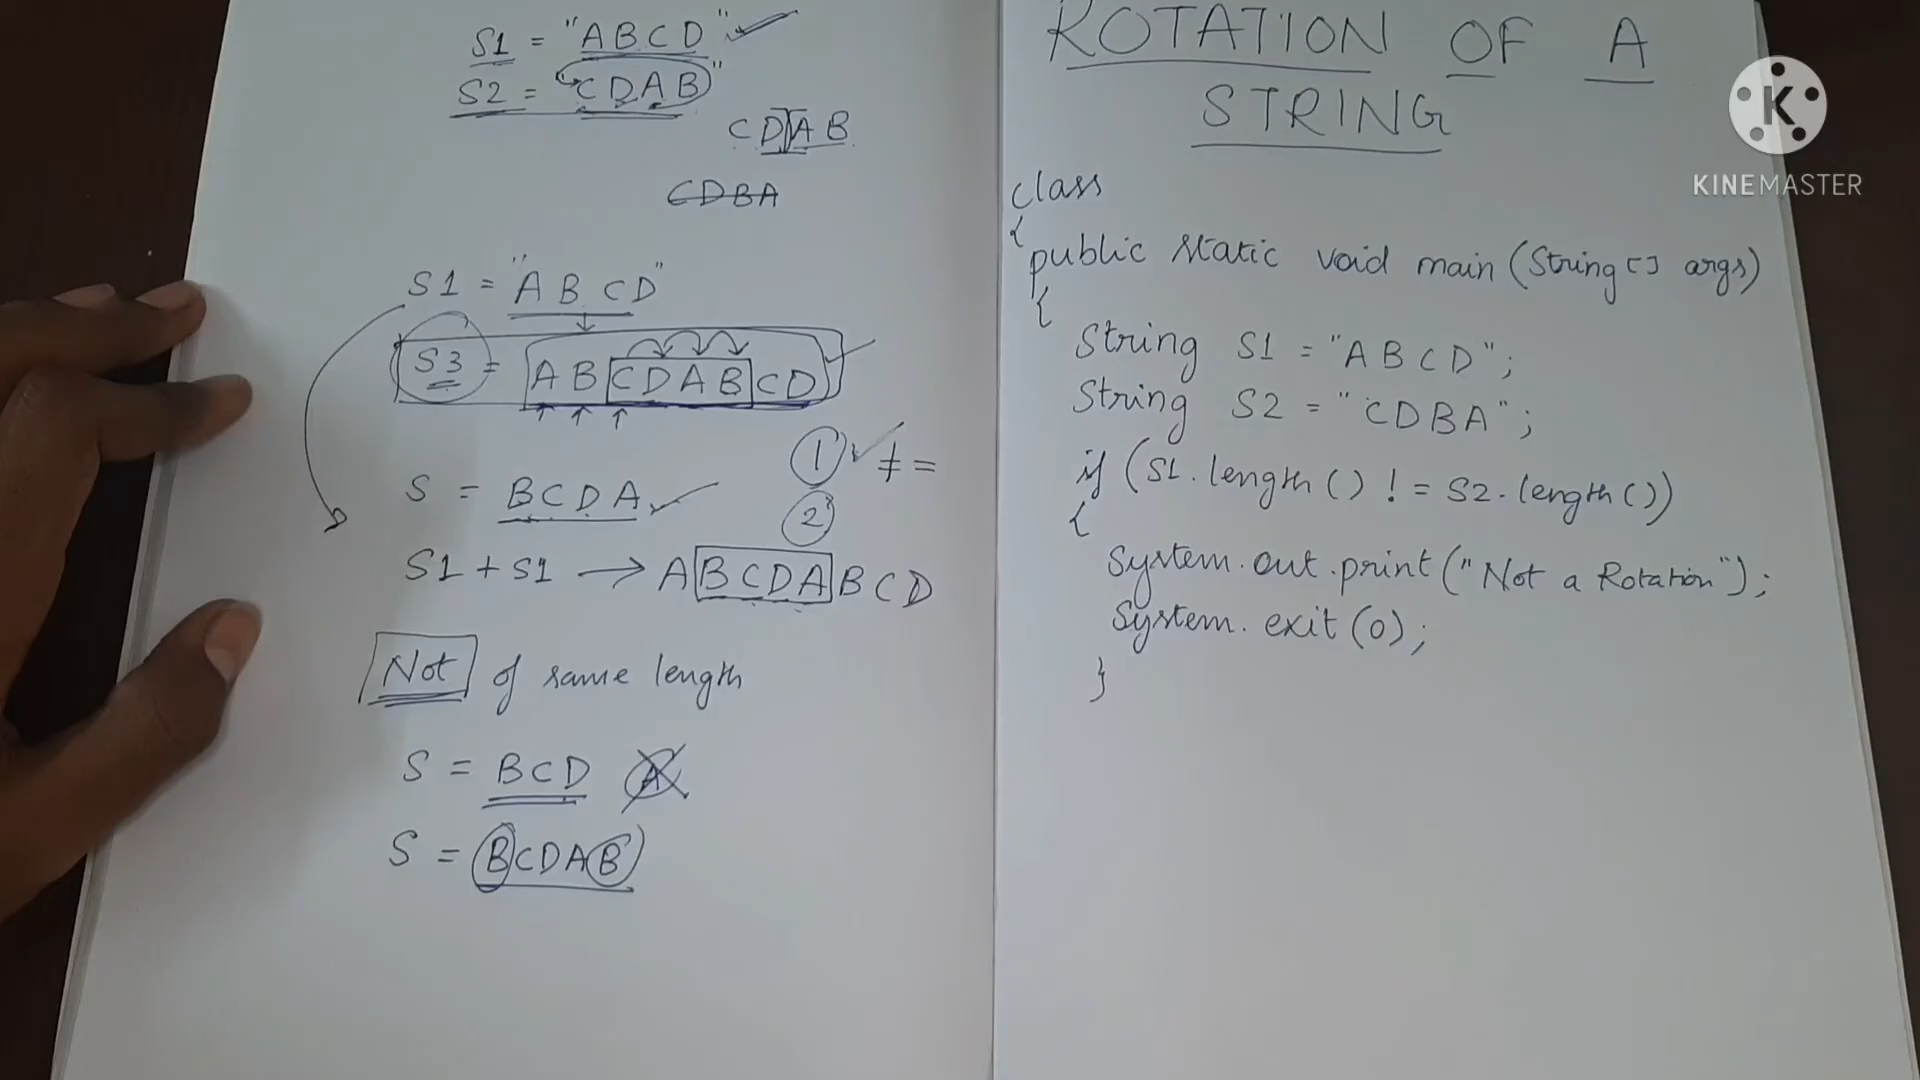 S1 = "ABCD"
S2 = "CDAB"
CDAB
CDBA
S1 = "ABCD"
S3 = ABCDABCD
1 ≠ =
S = BCDA
2
S1 + S1 → ABCDABCD
Not of same length
S = BCD A
S = BCDAB
ROTATION OF A
STRING
class
{
public static void main (String [] args)
{
String S1 = "ABCD";
String S2 = "CDBA";
if (S1.length() != S2.length())
{
System.out.print("Not a Rotation");
System.exit(0);
}
K
KINEMASTER